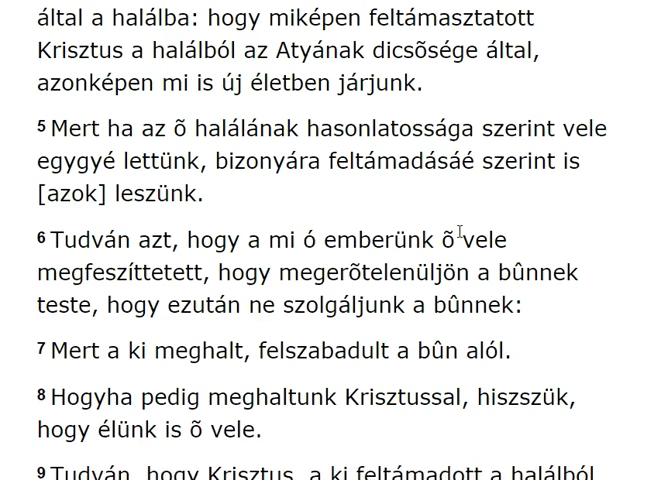 által a halálba: hogy miképen feltámasztatott
Krisztus a halálból az Atyának dicsõsége által,
azonképen mi is új életben járjunk.
5 Mert ha az õ halálának hasonlatossága szerint vele
egygyé lettünk, bizonyára feltámadásáé szerint is
[azok] leszünk.
6 Tudván azt, hogy a mi ó emberünk õ vele
megfeszíttetett, hogy megerõtelenüljön a bûnnek
teste, hogy ezután ne szolgáljunk a bûnnek:
7 Mert a ki meghalt, felszabadult a bûn alól.
8 Hogyha pedig meghaltunk Krisztussal, hiszszük,
hogy élünk is õ vele.
9 Tudván, hogy Krisztus, a ki feltámadott a halálból,